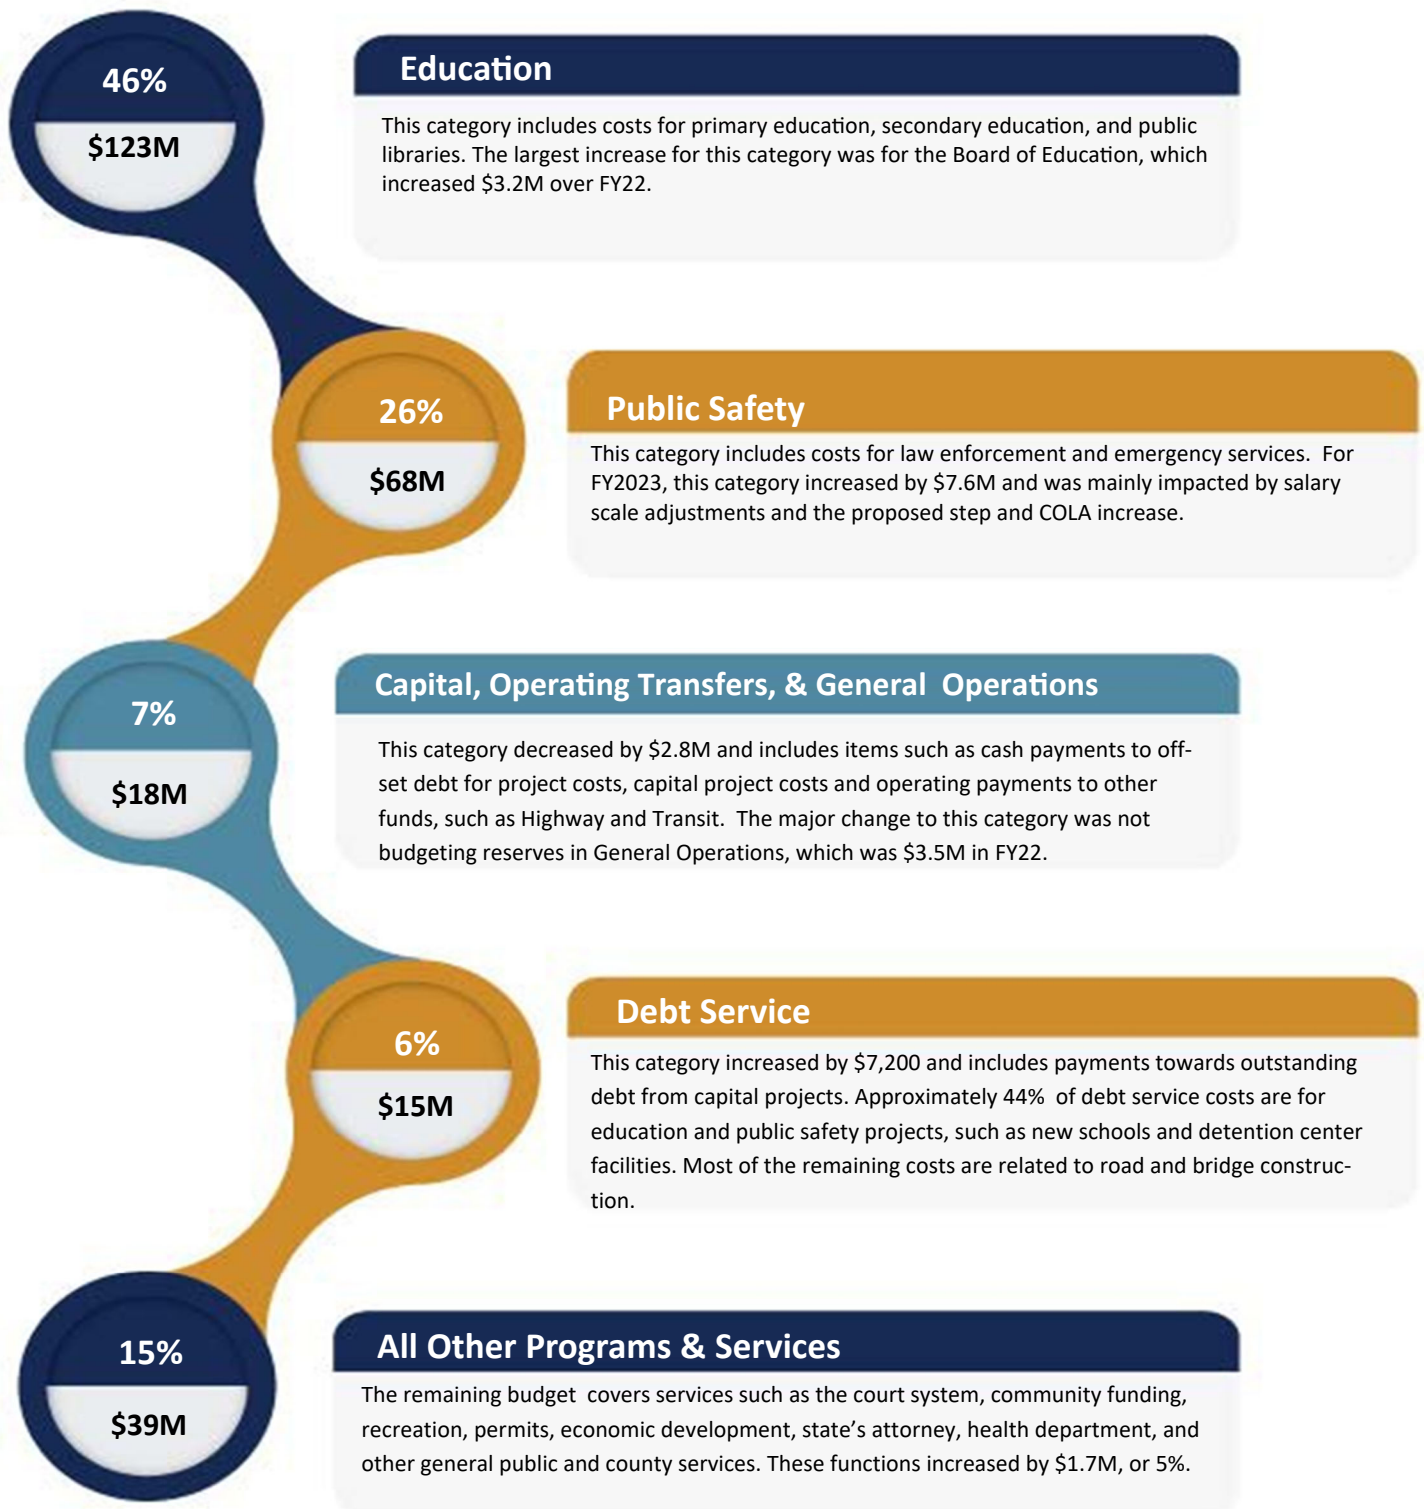 46%
$123M
Education
This category includes costs for primary education, secondary education, and public
libraries. The largest increase for this category was for the Board of Education, which
increased $3.2M over FY22.
26%
$68M
Public Safety
This category includes costs for law enforcement and emergency services.  For
FY2023, this category increased by $7.6M and was mainly impacted by salary
scale adjustments and the proposed step and COLA increase.
7%
$18M
Capital, Operating Transfers, & General  Operations
This category decreased by $2.8M and includes items such as cash payments to off-
set debt for project costs, capital project costs and operating payments to other
funds, such as Highway and Transit.  The major change to this category was not
budgeting reserves in General Operations, which was $3.5M in FY22.
6%
$15M
Debt Service
This category increased by $7,200 and includes payments towards outstanding
debt from capital projects. Approximately 44%  of debt service costs are for
education and public safety projects, such as new schools and detention center
facilities. Most of the remaining costs are related to road and bridge construc-
tion.
15%
$39M
All Other Programs & Services
The remaining budget  covers services such as the court system, community funding,
recreation, permits, economic development, state’s attorney, health department, and
other general public and county services. These functions increased by $1.7M, or 5%.